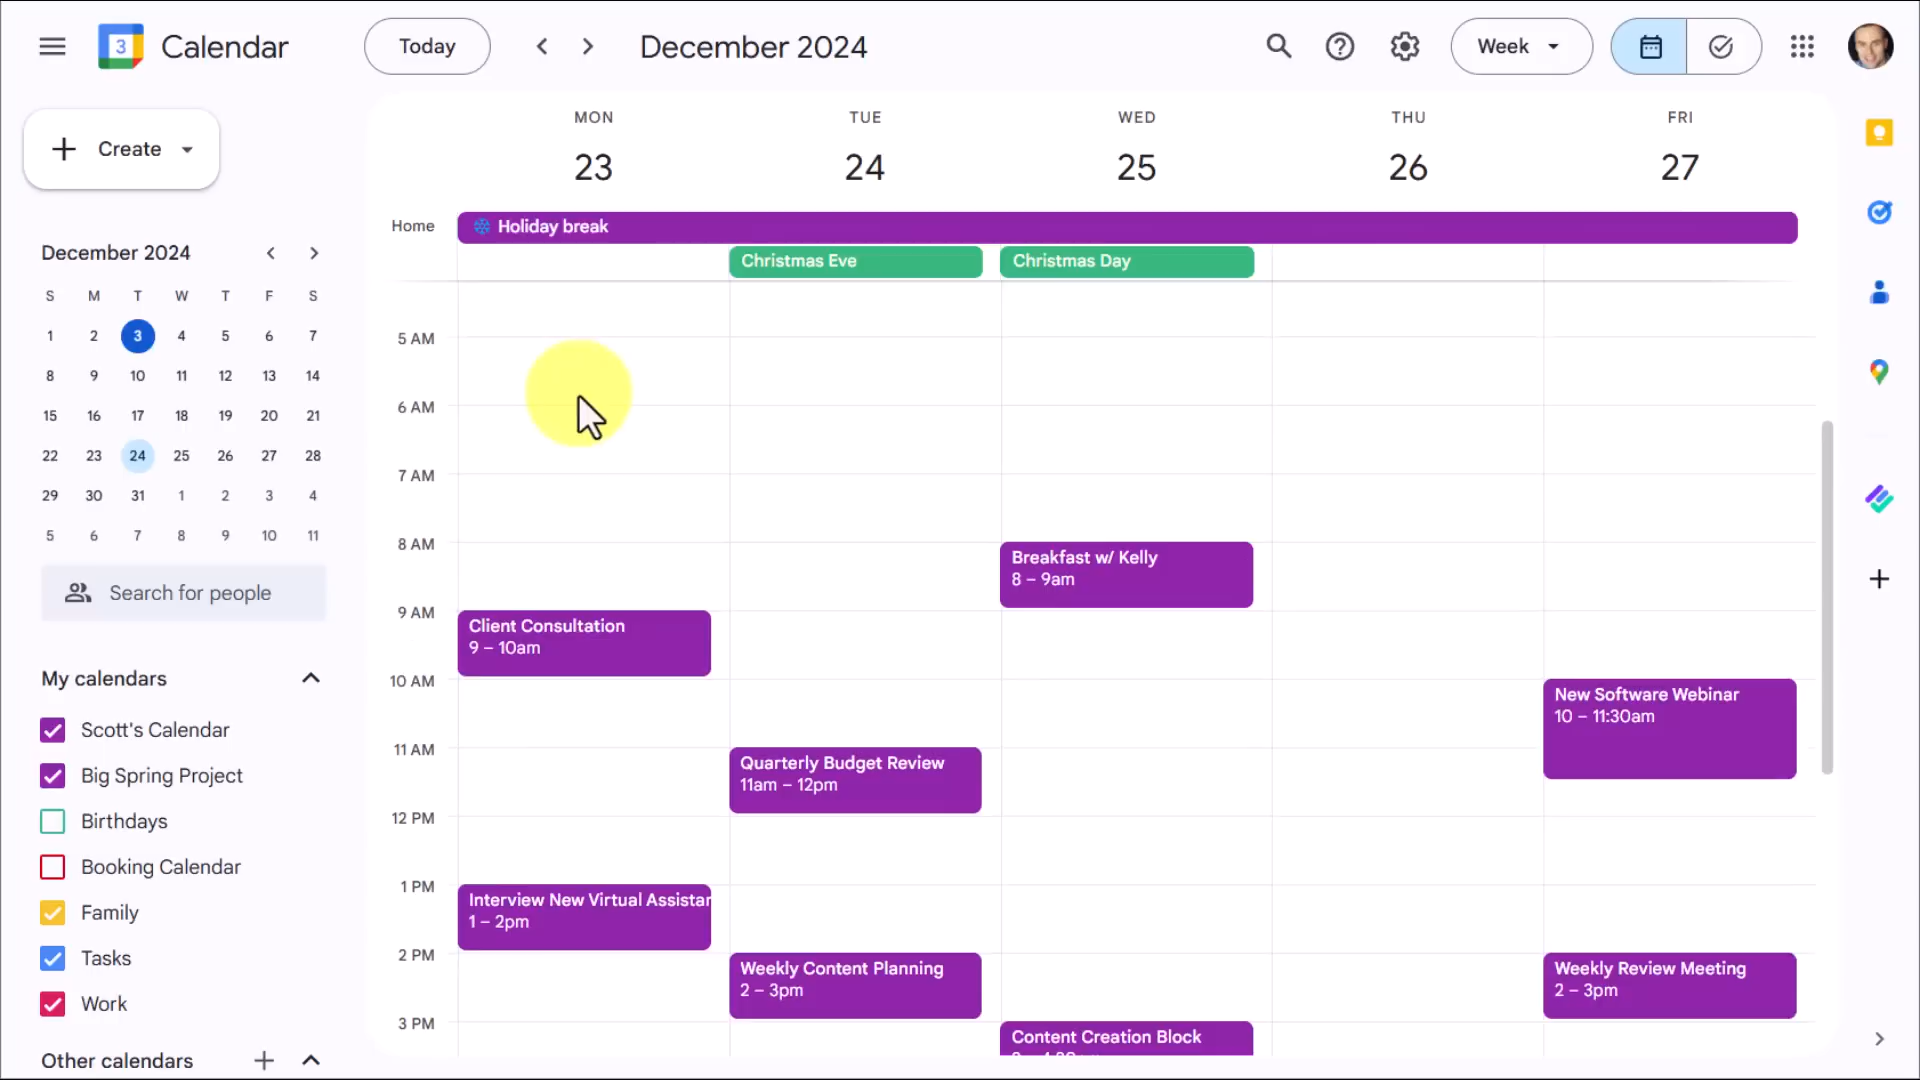 3
Calendar
Today
December 2024
Week
Create
December 2024
S M T W T F S
1 2 3 4 5 6 7
8 9 10 11 12 13 14
15 16 17 18 19 20 21
22 23 24 25 26 27 28
29 30 31 1 2 3 4
5 6 7 8 9 10 11
Search for people
My calendars
Scott's Calendar
Big Spring Project
Birthdays
Booking Calendar
Family
Tasks
Work
Other calendars
MON TUE WED THU FRI
23 24 25 26 27
Home
Holiday break
Christmas Eve
Christmas Day
5 AM
6 AM
7 AM
8 AM
Breakfast w/ Kelly
8 – 9am
9 AM
Client Consultation
9 – 10am
10 AM
New Software Webinar
10 – 11:30am
11 AM
Quarterly Budget Review
11am – 12pm
12 PM
1 PM
Interview New Virtual Assistan
1 – 2pm
2 PM
Weekly Content Planning
2 – 3pm
Weekly Review Meeting
2 – 3pm
3 PM
Content Creation Block